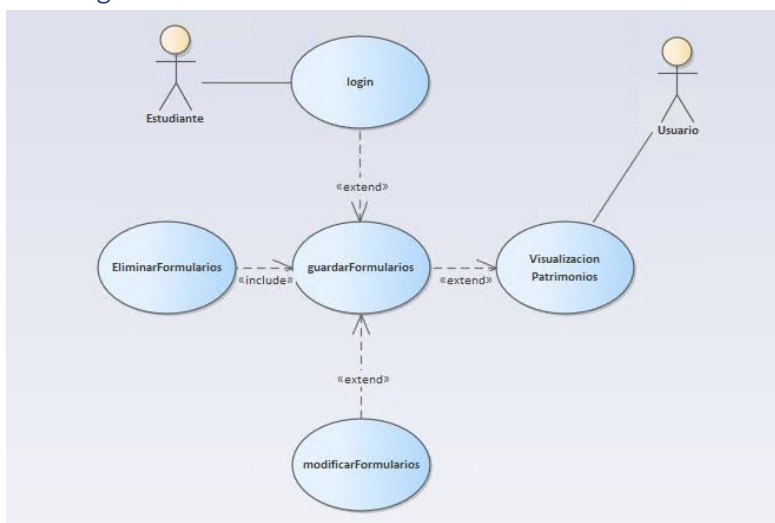 login
Estudiante
Usuario
«extend»
EliminarFormularios
«include»
guardarFormularios
«extend»
Visualizacion
Patrimonios
«extend»
modificarFormularios